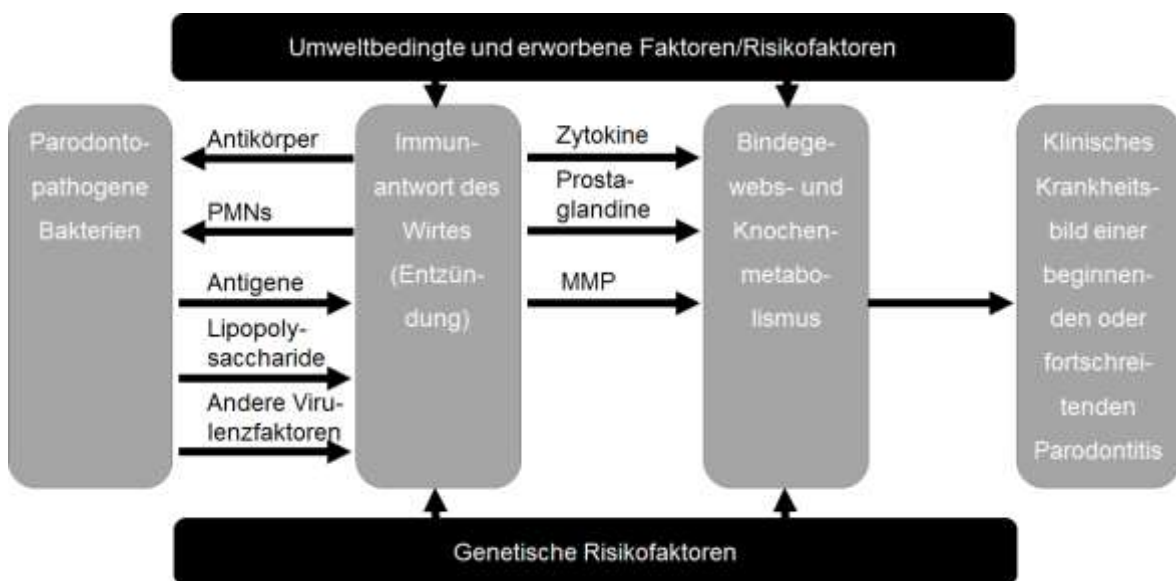 Umweltbedingte und erworbene Faktoren/Risikofaktoren
Parodonto-
pathogene
Bakterien
Antikörper
PMNs
Antigene
Lipopoly-
saccharide
Andere Viru-
lenzfaktoren
Immun-
antwort des
Wirtes
(Entzün-
dung)
Zytokine
Prosta-
glandine
MMP
Bindege-
webs- und
Knochen-
metabo-
lismus
Klinisches
Krankheits-
bild einer
beginnen-
den oder
fortschrei-
tenden
Parodontitis
Genetische Risikofaktoren